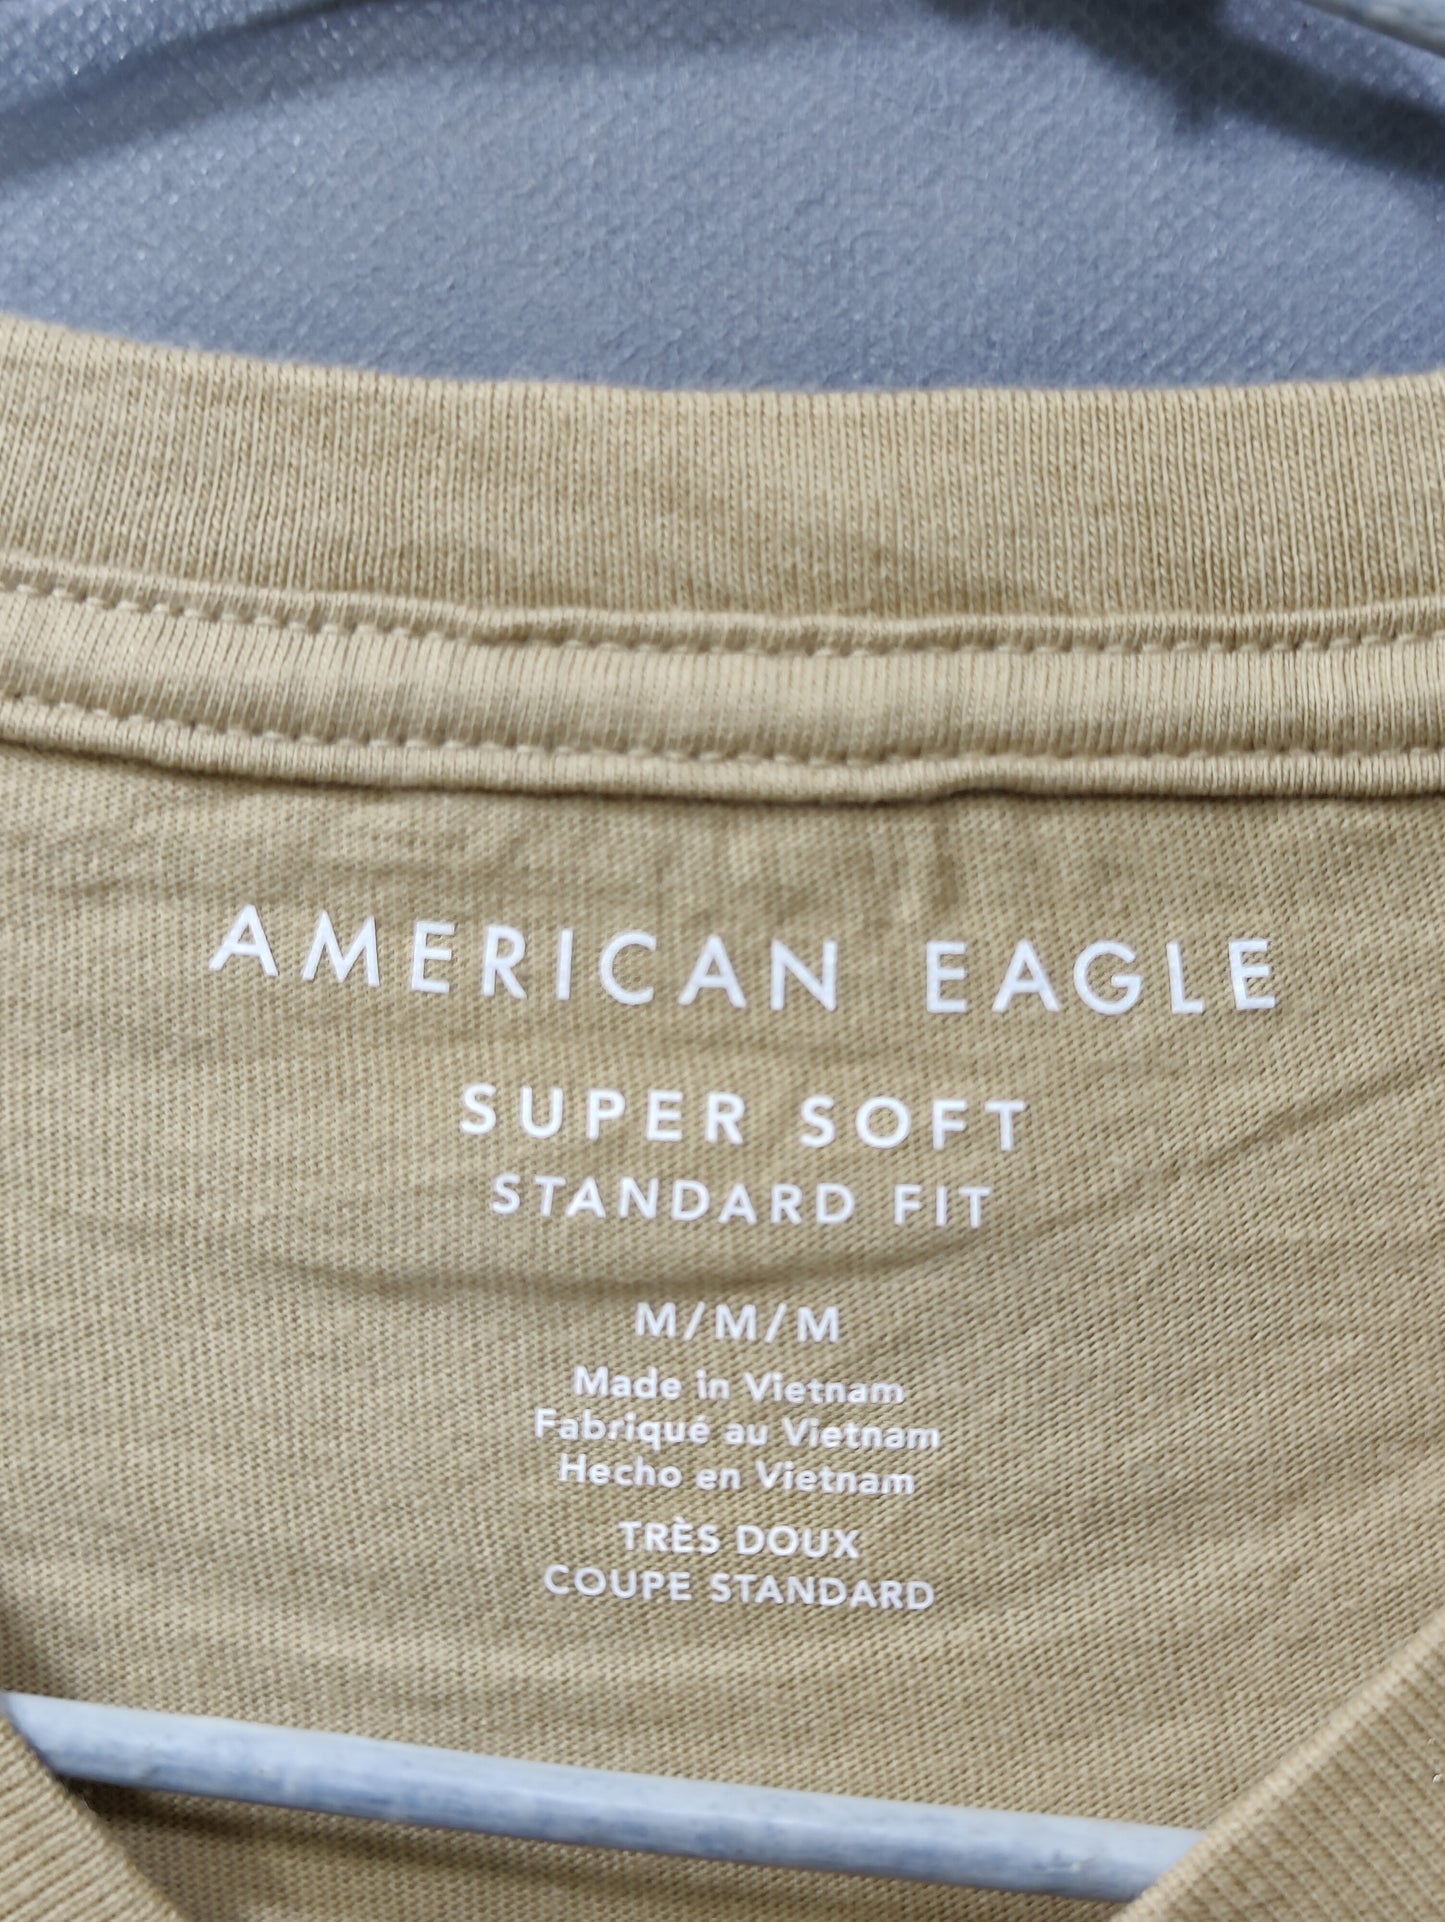 AMERICAN EAGLE
SUPER SOFT
STANDARD FIT
M/M/M
Made in Vietnam
Fabriqué au Vietnam
Hecho en Vietnam
TRÈS DOUX
COUPE STANDARD